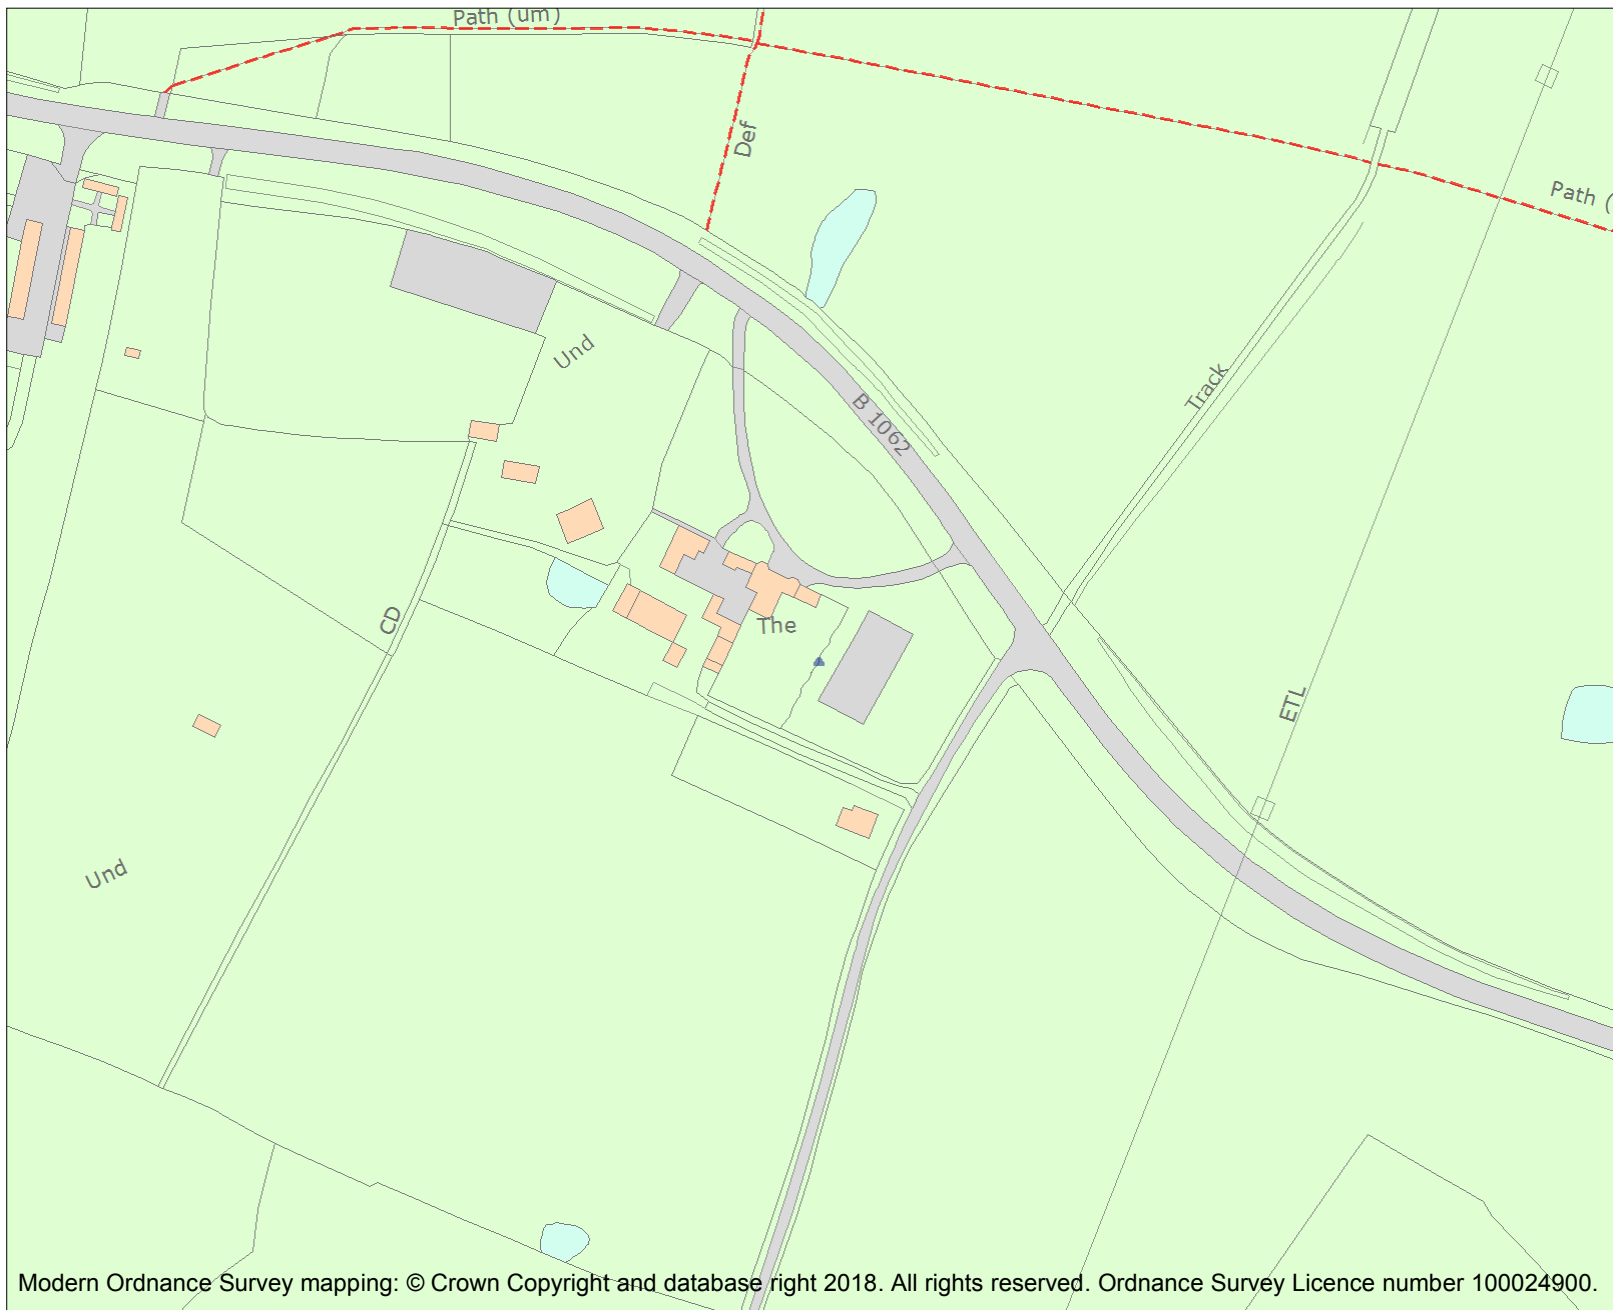 Path (um)
Def
Path (
Und
Track
B 1062
CD
The
ETL
Und
Modern Ordnance Survey mapping: © Crown Copyright and database right 2018. All rights reserved. Ordnance Survey Licence number 100024900.